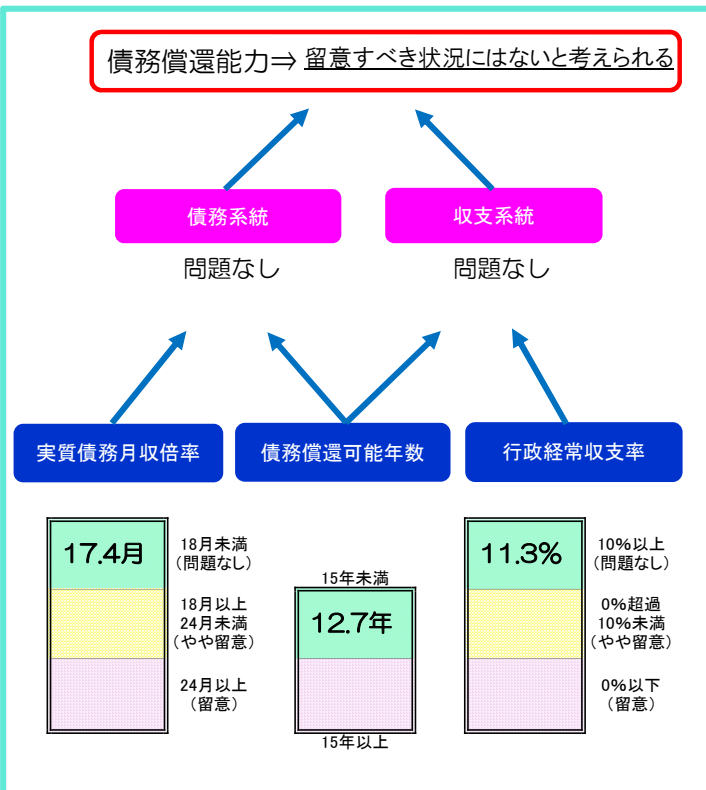 債務償還能力⇒ 留意すべき状況にはないと考えられる
債務系統
収支系統
問題なし
問題なし
実質債務月収倍率
債務償還可能年数
行政経常収支率
17.4月
18月未満
(問題なし)
18月以上
24月未満
(やや留意)
24月以上
(留意)
15年未満
12.7年
15年以上
11.3%
10%以上
(問題なし)
0%超過
10%未満
(やや留意)
0%以下
(留意)